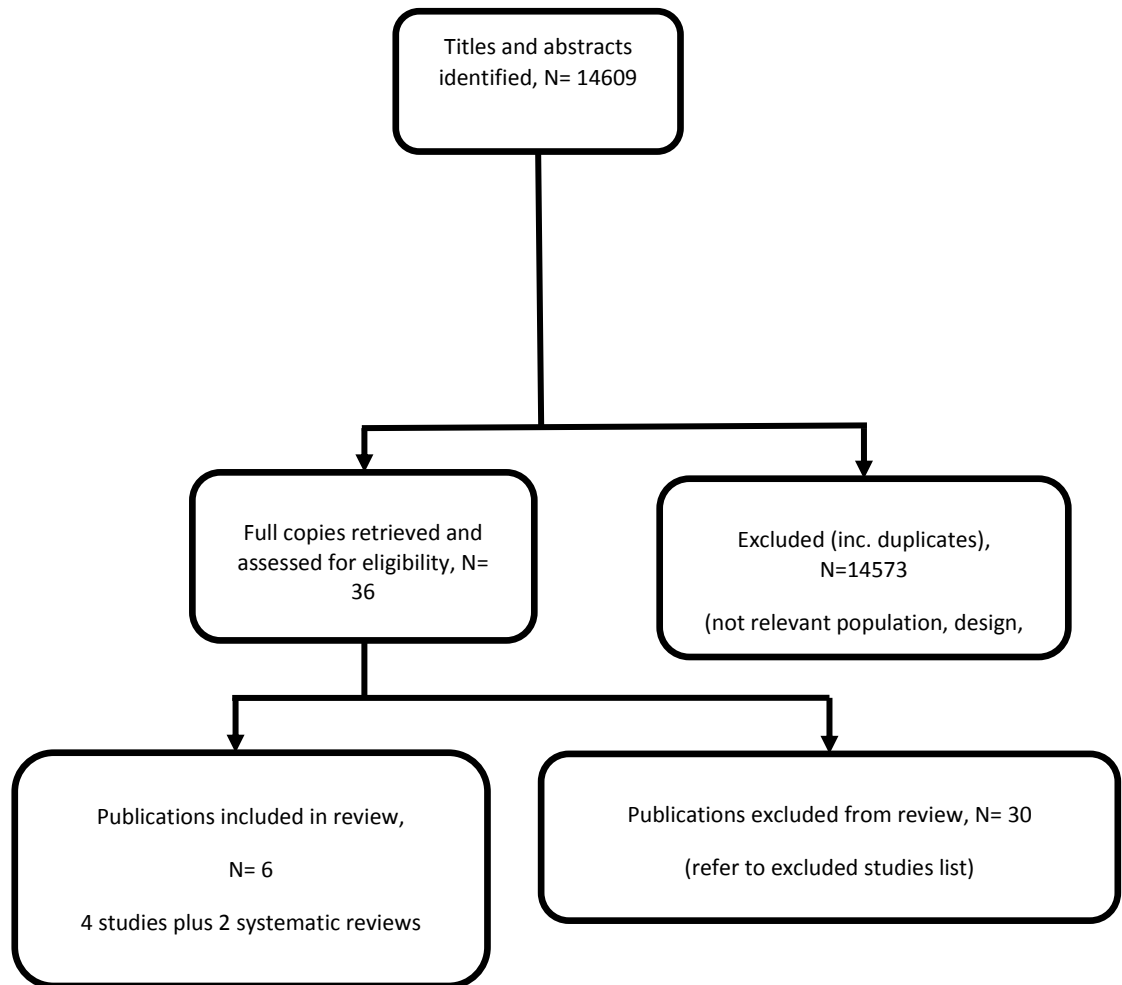 Titles and abstracts
identified, N= 14609
Full copies retrieved and
assessed for eligibility, N=
36
Excluded (inc. duplicates),
N=14573
(not relevant population, design,
Publications included in review,
N= 6
4 studies plus 2 systematic reviews
Publications excluded from review, N= 30
(refer to excluded studies list)